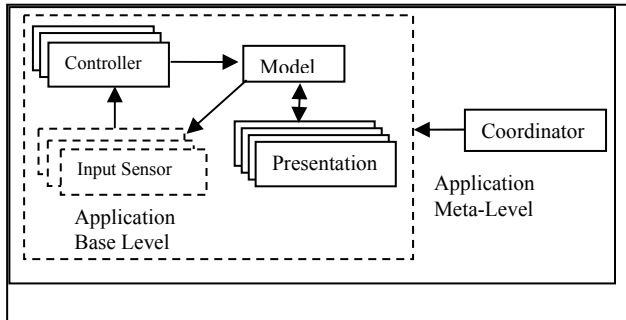 Controller
Model
Coordinator
Input Sensor
Presentation
Application
Meta-Level
Application
Base Level